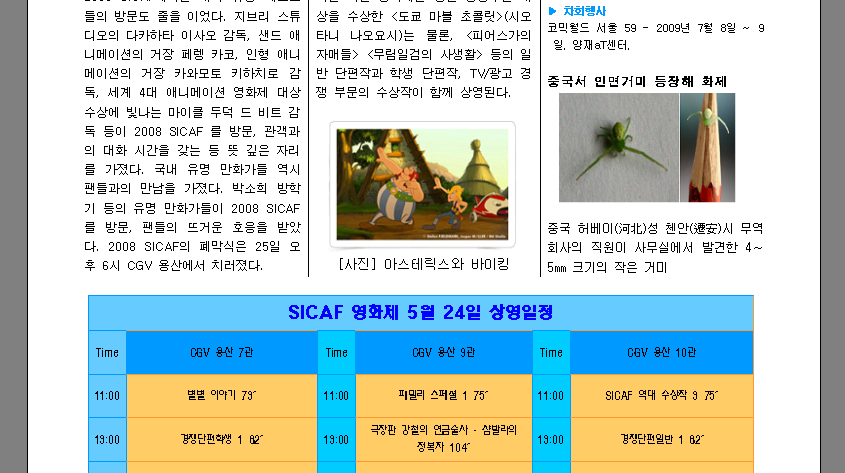 들의 방문도 줄을 이었다. 지브리 스튜
디오의 다카하타 이사오 감독, 샌드 애
니메이션의 거장 페렝 카코, 인형 애니
메이션의 거장 카와모토 키하치로 감
독, 세계 4대 애니메이션 영화제 대상
수상에 빛나는 마이클 두덕 드 비트 감
독 등이 2008 SICAF 를 방문, 관객과
의 대화 시간을 갖는 등 뜻 깊은 자리
를 가졌다. 국내 유명 만화가들 역시
팬들과의 만남을 가졌다. 박소희 방학
기 등의 유명 만화가들이 2008 SICAF
를 방문, 팬들의 뜨거운 호응을 받았
다. 2008 SICAF의 폐막식은 25일 오
후 6시 CGV 용산에서 치러졌다.
상을 수상한 <도쿄 마블 초콜릿>(시오
타니 나오요시)는 물론, <피어스가의
자매들> <무림일검의 사생활> 등의 일
반 단편작과 학생 단편작, TV/광고 경
쟁 부문의 수상작이 함께 상영된다.
[사진] 아스테릭스와 바이킹
▶ 차회행사
코믹월드 서울 59 - 2009년 7월 8일 ~ 9
일, 양재aT센터.
중국서 인면거미 등장해 화제
중국 허베이(河北)성 첸안(遷安)시 무역
회사의 직원이 사무실에서 발견한 4~
5mm 크기의 작은 거미
SICAF 영화제 5월 24일 상영일정
Time CGV 용산 7관 Time CGV 용산 9관 Time CGV 용산 10관
11:00 별별 이야기 73´ 11:00 패밀리 스페셜 1 75´ 11:00 SICAF 역대 수상작 3 75´
13:00 경쟁단편학생 1 62´ 13:00 극장판 강철의 연금술사 - 샴발라의
정복자 104´ 13:00 경쟁단편일반 1 62´